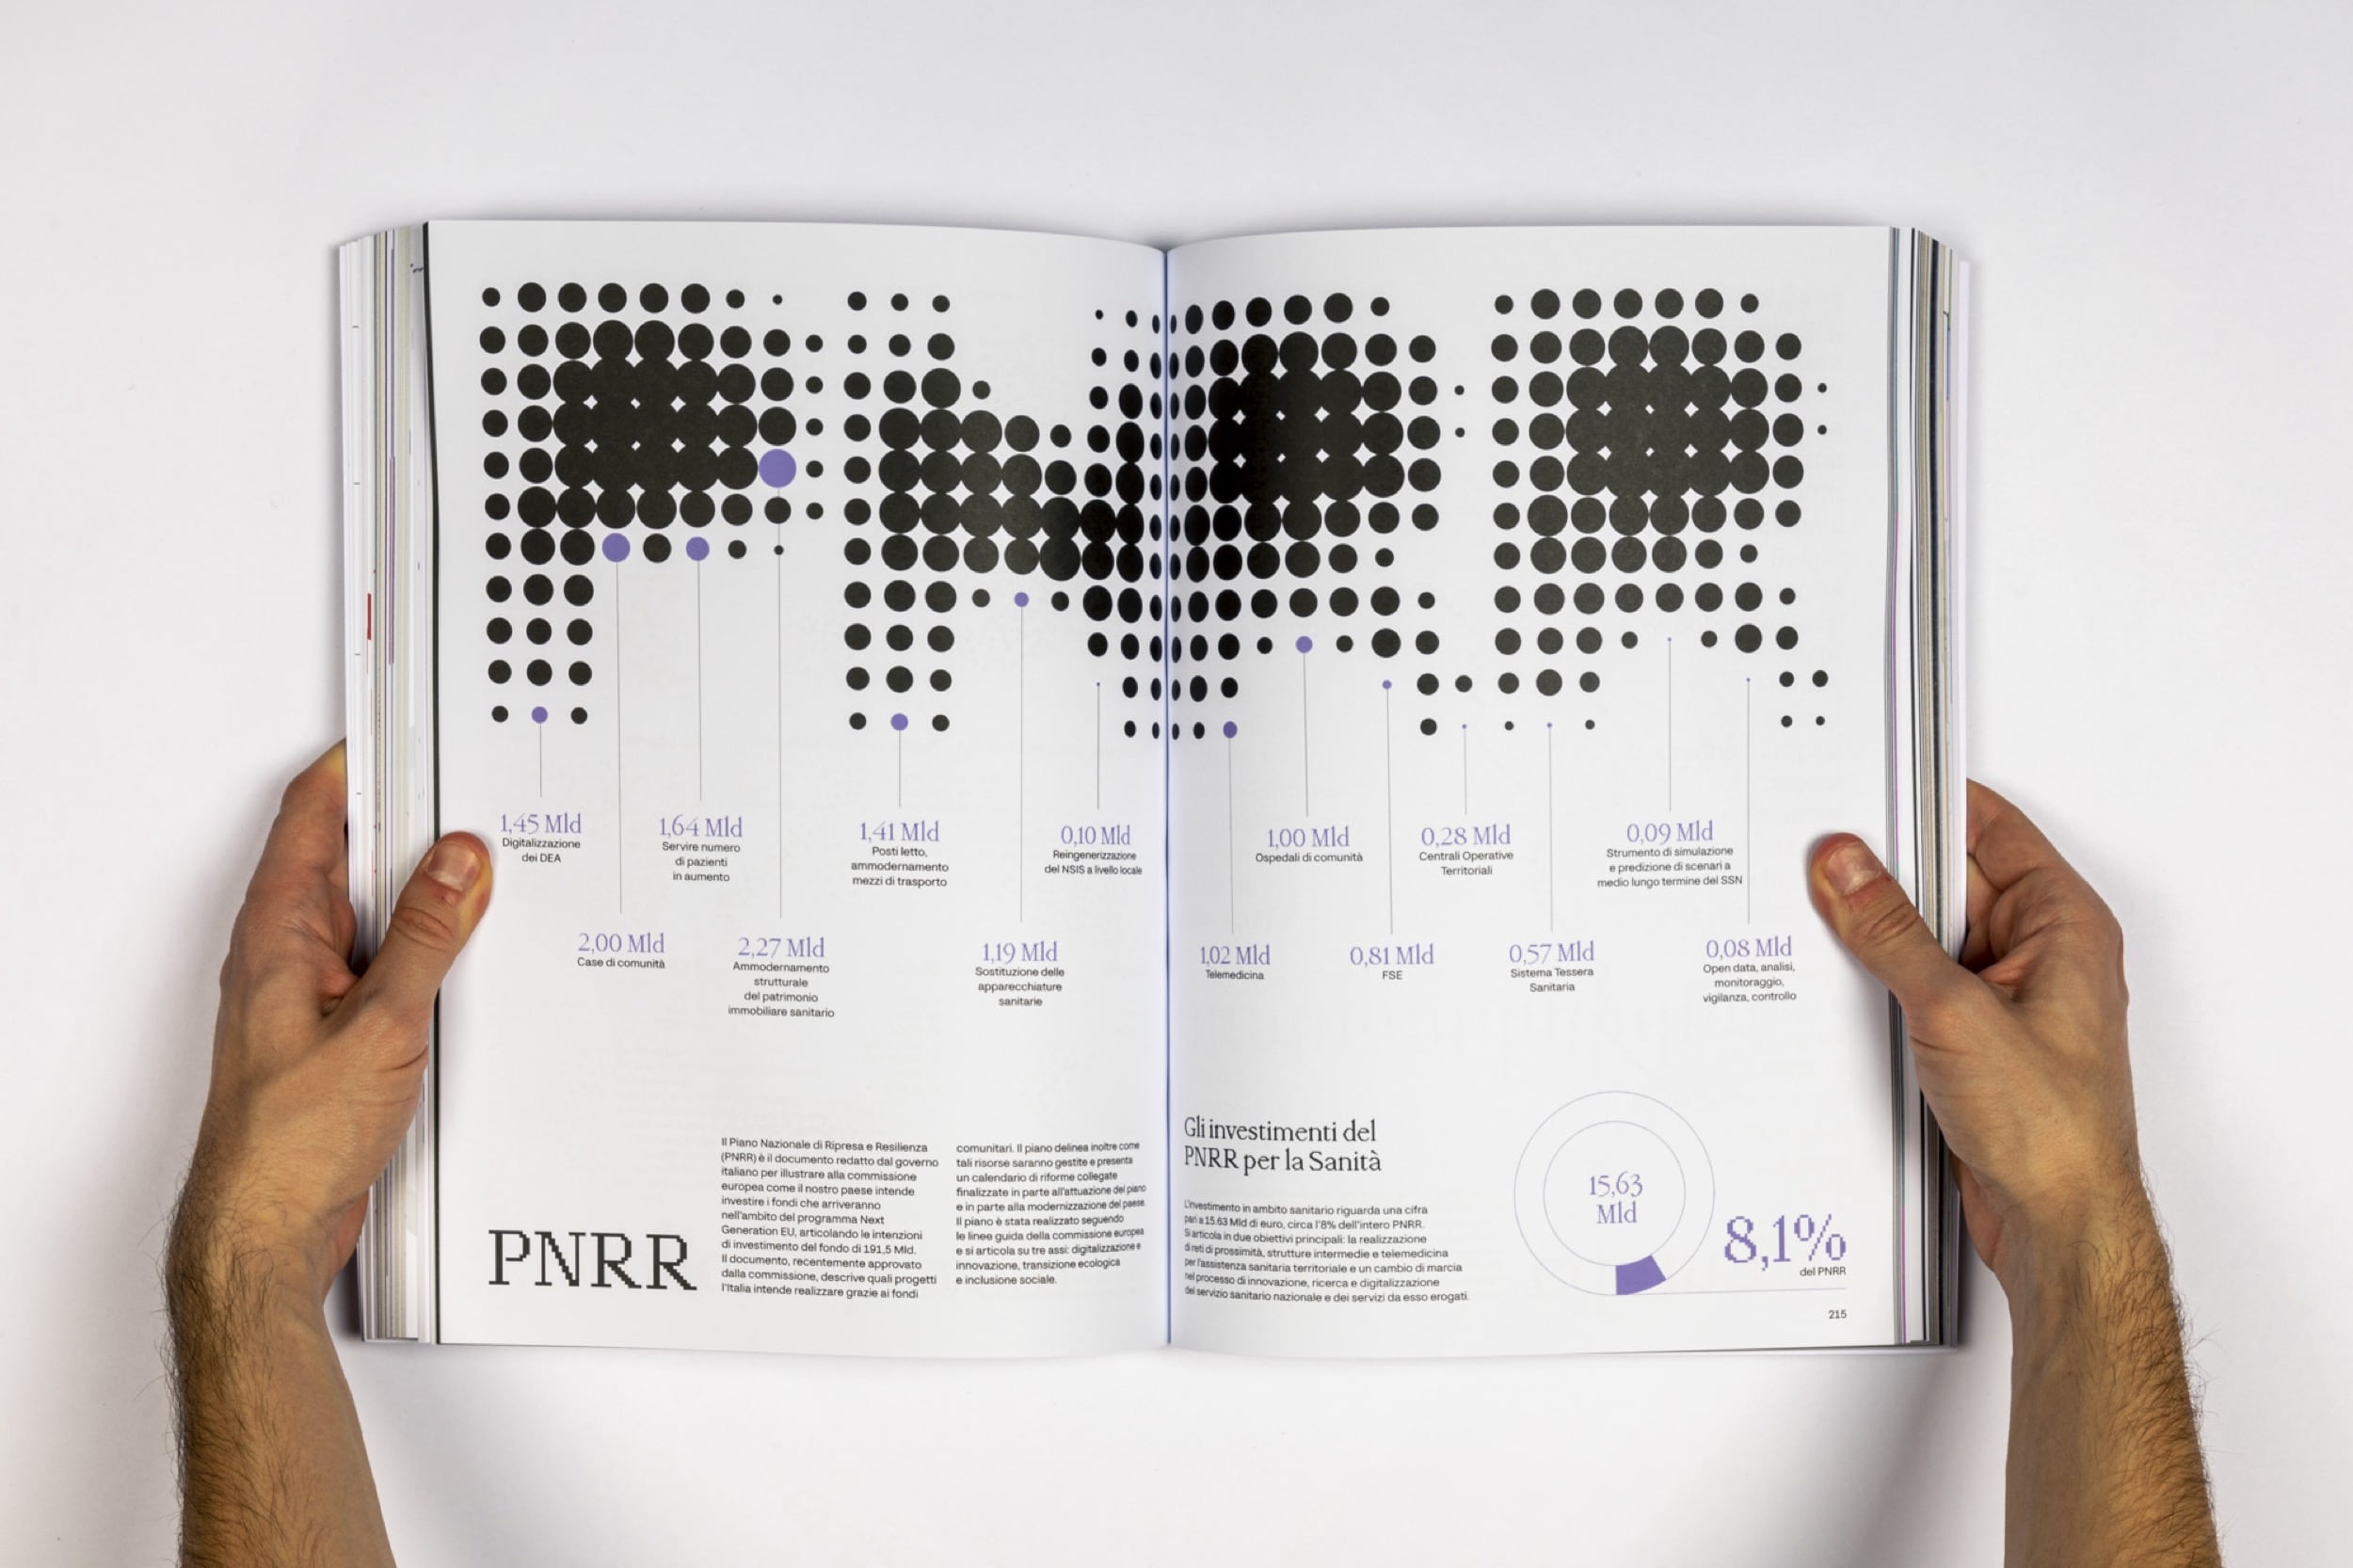 PNRR
1,45 Mld
Digitalizzazione
dei DEA
2,00 Mld
Case di comunità
1,64 Mld
Servire numero
di pazienti
in aumento
2,27 Mld
Ammodernamento
strutturale
del patrimonio
immobiliare sanitario
1,41 Mld
Posti letto,
ammodernamento
mezzi di trasporto
1,19 Mld
Sostituzione delle
apparecchiature
sanitarie
0,10 Mld
Reingenerizzazione
del NSIS a livello locale
1,02 Mld
Telemedicina
1,00 Mld
Ospedali di comunità
0,81 Mld
FSE
0,28 Mld
Centrali Operative
Territoriali
0,57 Mld
Sistema Tessera
Sanitaria
0,09 Mld
Strumento di simulazione
e predizione di scenari a
medio lungo termine del SSN
0,08 Mld
Open data, analisi,
monitoraggio,
vigilanza, controllo
PNRR
Il Piano Nazionale di Ripresa e Resilienza
(PNRR) è il documento redatto dal governo
italiano per illustrare alla commissione
europea come il nostro paese intende
investire i fondi che arriveranno
nell'ambito del programma Next
Generation EU, articolando le intenzioni
di investimento del fondo di 191,5 Mld.
Il documento, recentemente approvato
dalla commissione, descrive quali progetti
l'Italia intende realizzare grazie ai fondi
comunitari. Il piano delinea inoltre come
tali risorse saranno gestite e presenta
un calendario di riforme collegate
finalizzate in parte all'attuazione del piano
e in parte alla modernizzazione del paese.
Il piano è stata realizzato seguendo
le linee guida della commissione europea
e si articola su tre assi: digitalizzazione e
innovazione, transizione ecologica
e inclusione sociale.
Gli investimenti del
PNRR per la Sanità
L'investimento in ambito sanitario riguarda una cifra
pari a 15.63 Mld di euro, circa l'8% dell'intero PNRR.
Si articola in due obiettivi principali: la realizzazione
di reti di prossimità, strutture intermedie e telemedicina
per l'assistenza sanitaria territoriale e un cambio di marcia
nel processo di innovazione, ricerca e digitalizzazione
del servizio sanitario nazionale e dei servizi da esso erogati.
15,63
Mld
8,1%
del PNRR
215